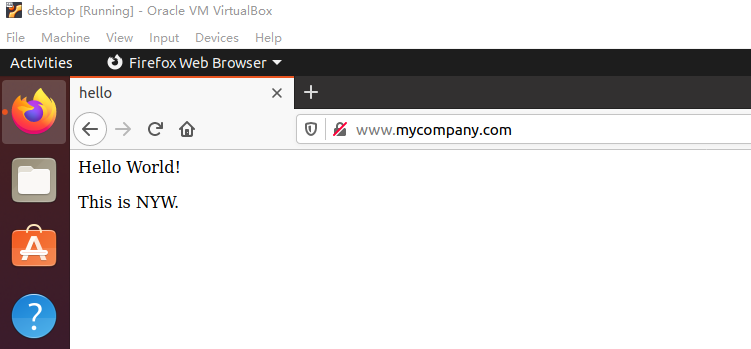 desktop [Running] - Oracle VM VirtualBox
File Machine View Input Devices Help
Activities Firefox Web Browser
hello
www.mycompany.com
Hello World!
This is NYW.
?